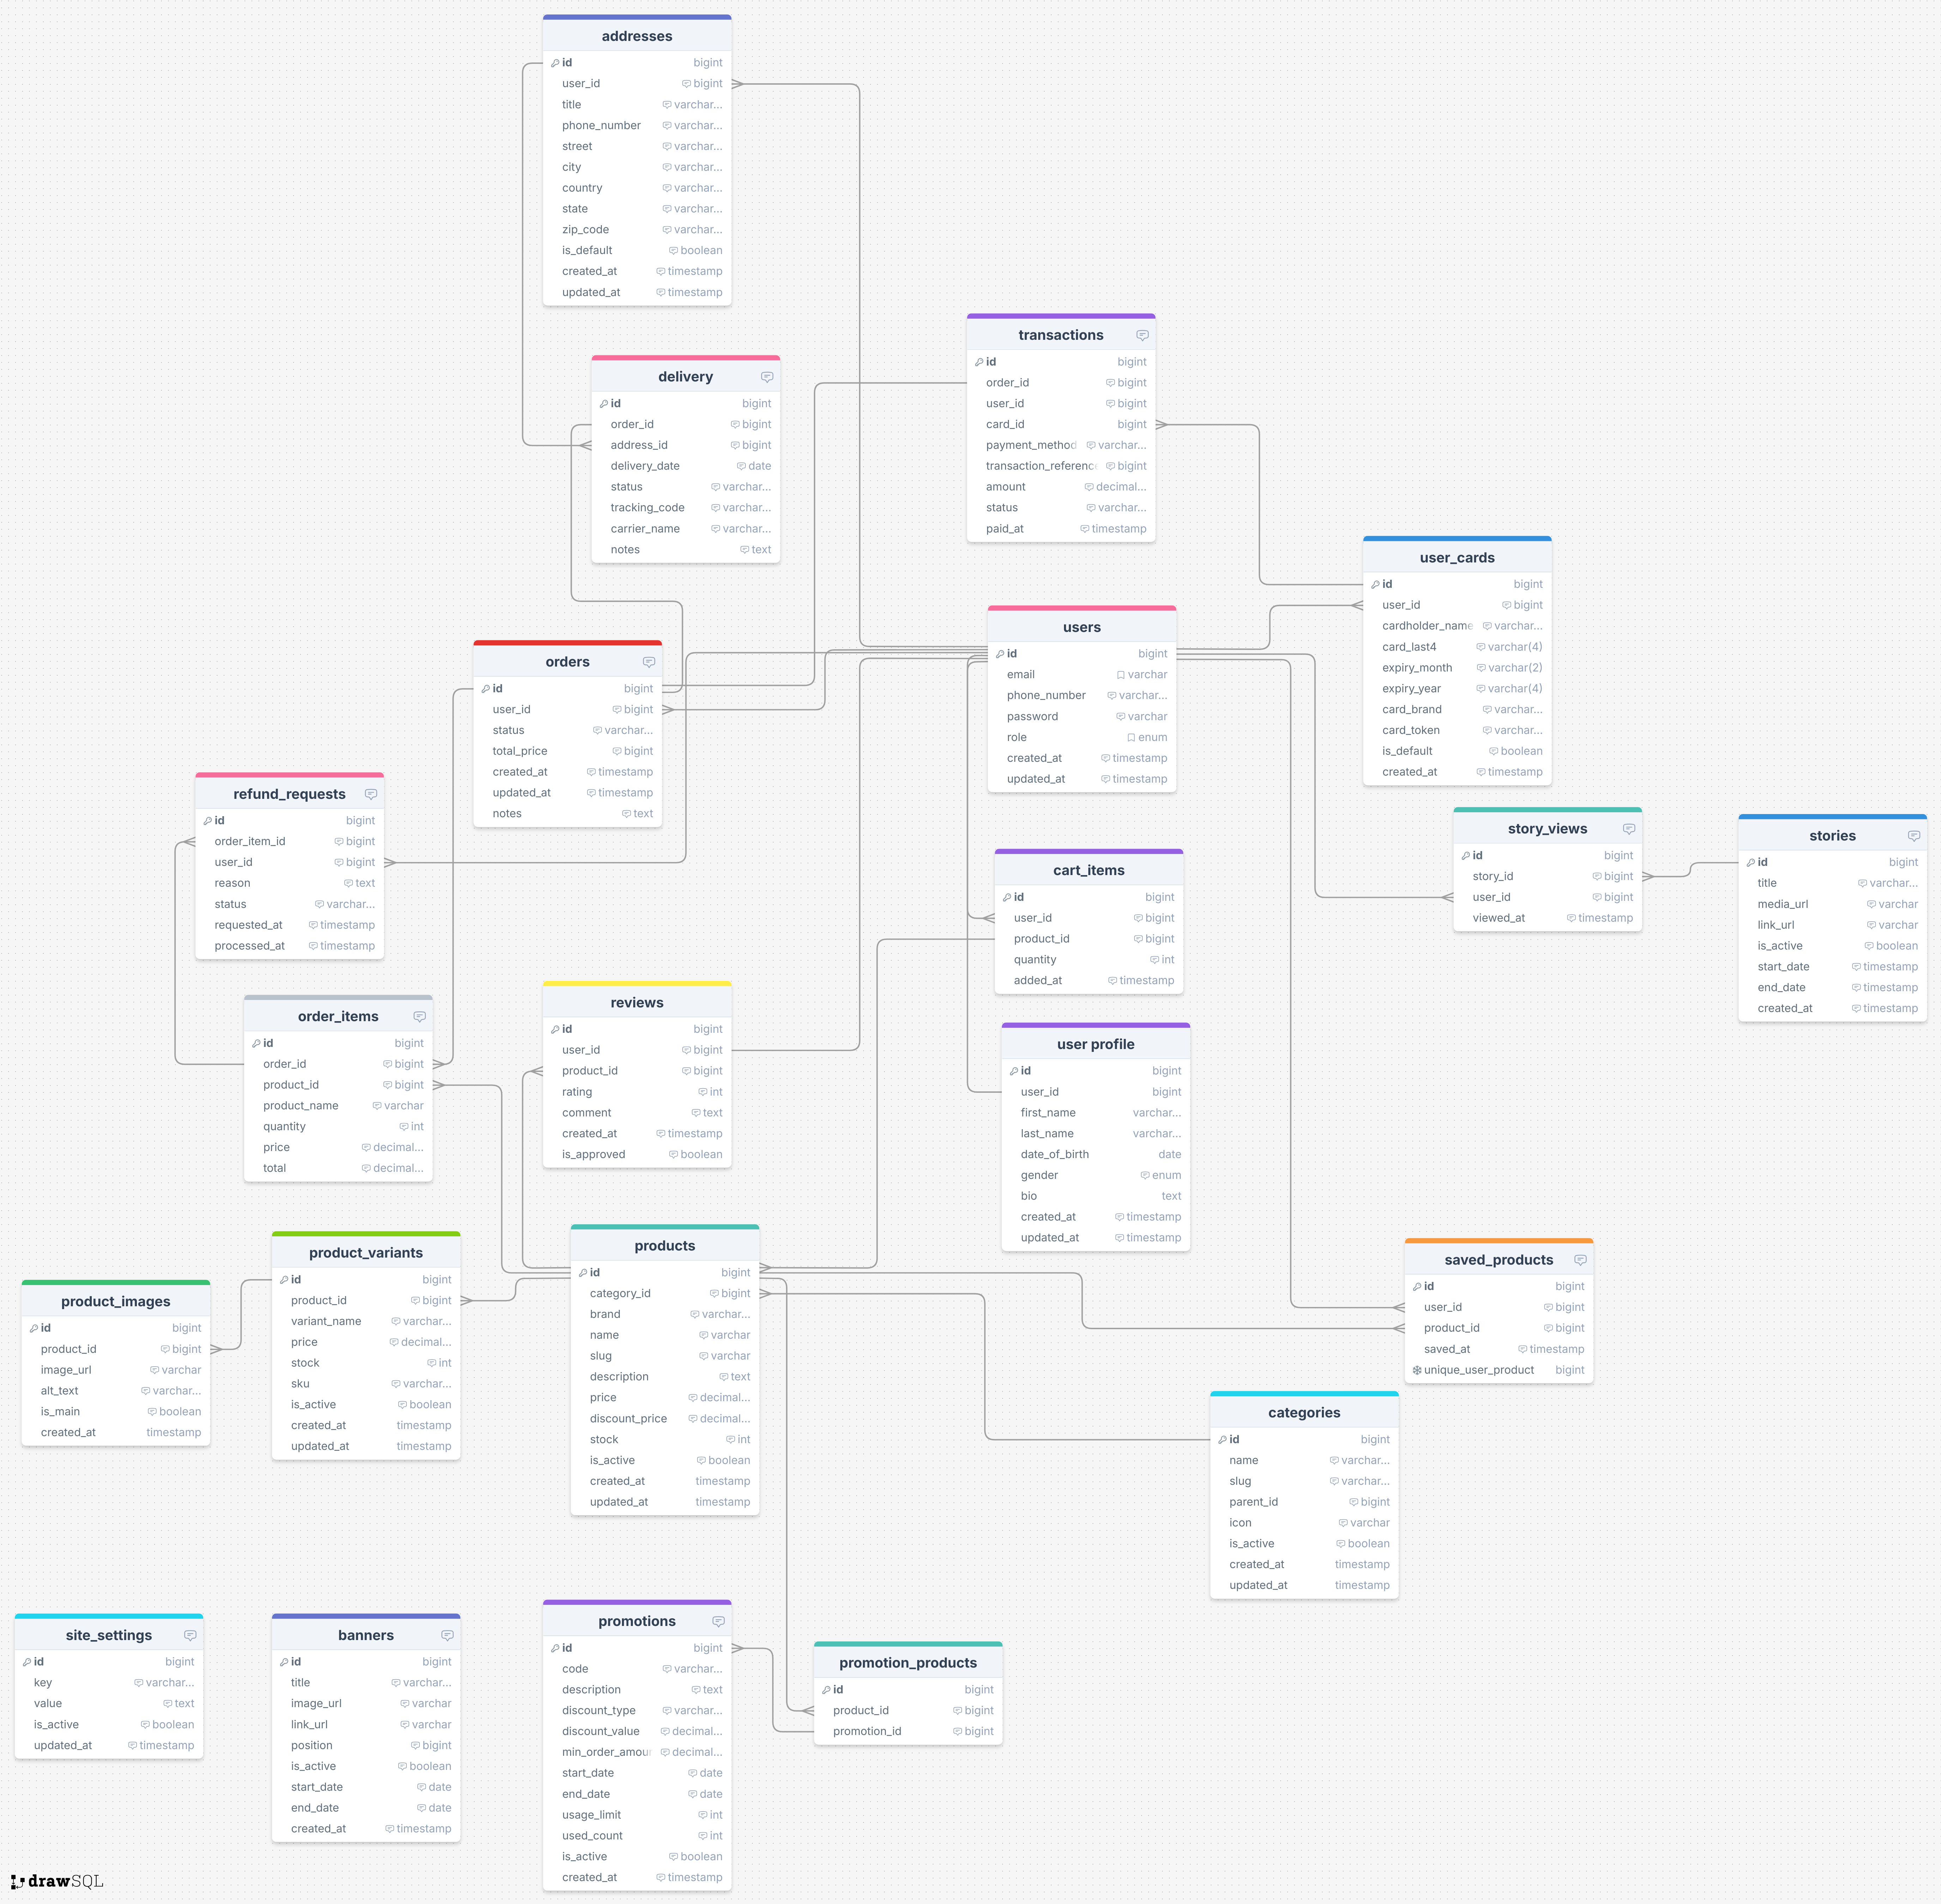 addresses
id bigint
user_id bigint
title varchar...
phone_number varchar...
street varchar...
city varchar...
country varchar...
state varchar...
zip_code varchar...
is_default boolean
created_at timestamp
updated_at timestamp
transactions
id bigint
order_id bigint
user_id bigint
card_id bigint
payment_method varchar...
transaction_referenc bigint
amount decimal...
status varchar...
paid_at timestamp
delivery
id bigint
order_id bigint
address_id bigint
delivery_date date
status varchar...
tracking_code varchar...
carrier_name varchar...
notes text
user_cards
id bigint
user_id bigint
cardholder_name varchar...
card_last4 varchar(4)
expiry_month varchar(2)
expiry_year varchar(4)
card_brand varchar...
card_token varchar...
is_default boolean
created_at timestamp
users
id bigint
email varchar
phone_number varchar...
password varchar
role enum
created_at timestamp
updated_at timestamp
orders
id bigint
user_id bigint
status varchar...
total_price bigint
created_at timestamp
updated_at timestamp
notes text
refund_requests
id bigint
order_item_id bigint
user_id bigint
reason text
status varchar...
requested_at timestamp
processed_at timestamp
story_views
id bigint
story_id bigint
user_id bigint
viewed_at timestamp
stories
id bigint
title varchar...
media_url varchar
link_url varchar
is_active boolean
start_date timestamp
end_date timestamp
created_at timestamp
cart_items
id bigint
user_id bigint
product_id bigint
quantity int
added_at timestamp
reviews
id bigint
user_id bigint
product_id bigint
rating int
comment text
created_at timestamp
is_approved boolean
order_items
id bigint
order_id bigint
product_id bigint
product_name varchar
quantity int
price decimal...
total decimal...
user profile
id bigint
user_id bigint
first_name varchar...
last_name varchar...
date_of_birth date
gender enum
bio text
created_at timestamp
updated_at timestamp
products
id bigint
category_id bigint
brand varchar...
name varchar
slug varchar
description text
price decimal...
discount_price decimal...
stock int
is_active boolean
created_at timestamp
updated_at timestamp
product_variants
id bigint
product_id bigint
variant_name varchar...
price decimal...
stock int
sku varchar...
is_active boolean
created_at timestamp
updated_at timestamp
product_images
id bigint
product_id bigint
image_url varchar
alt_text varchar...
is_main boolean
created_at timestamp
saved_products
id bigint
user_id bigint
product_id bigint
saved_at timestamp
unique_user_product bigint
categories
id bigint
name varchar...
slug varchar...
parent_id bigint
icon varchar
is_active boolean
created_at timestamp
updated_at timestamp
site_settings
id bigint
key varchar...
value text
is_active boolean
updated_at timestamp
banners
id bigint
title varchar...
image_url varchar
link_url varchar
position bigint
is_active boolean
start_date date
end_date date
created_at timestamp
promotions
id bigint
code varchar...
description text
discount_type varchar...
discount_value decimal...
min_order_amou decimal...
start_date date
end_date date
usage_limit int
used_count int
is_active boolean
created_at timestamp
promotion_products
id bigint
product_id bigint
promotion_id bigint
drawSQL